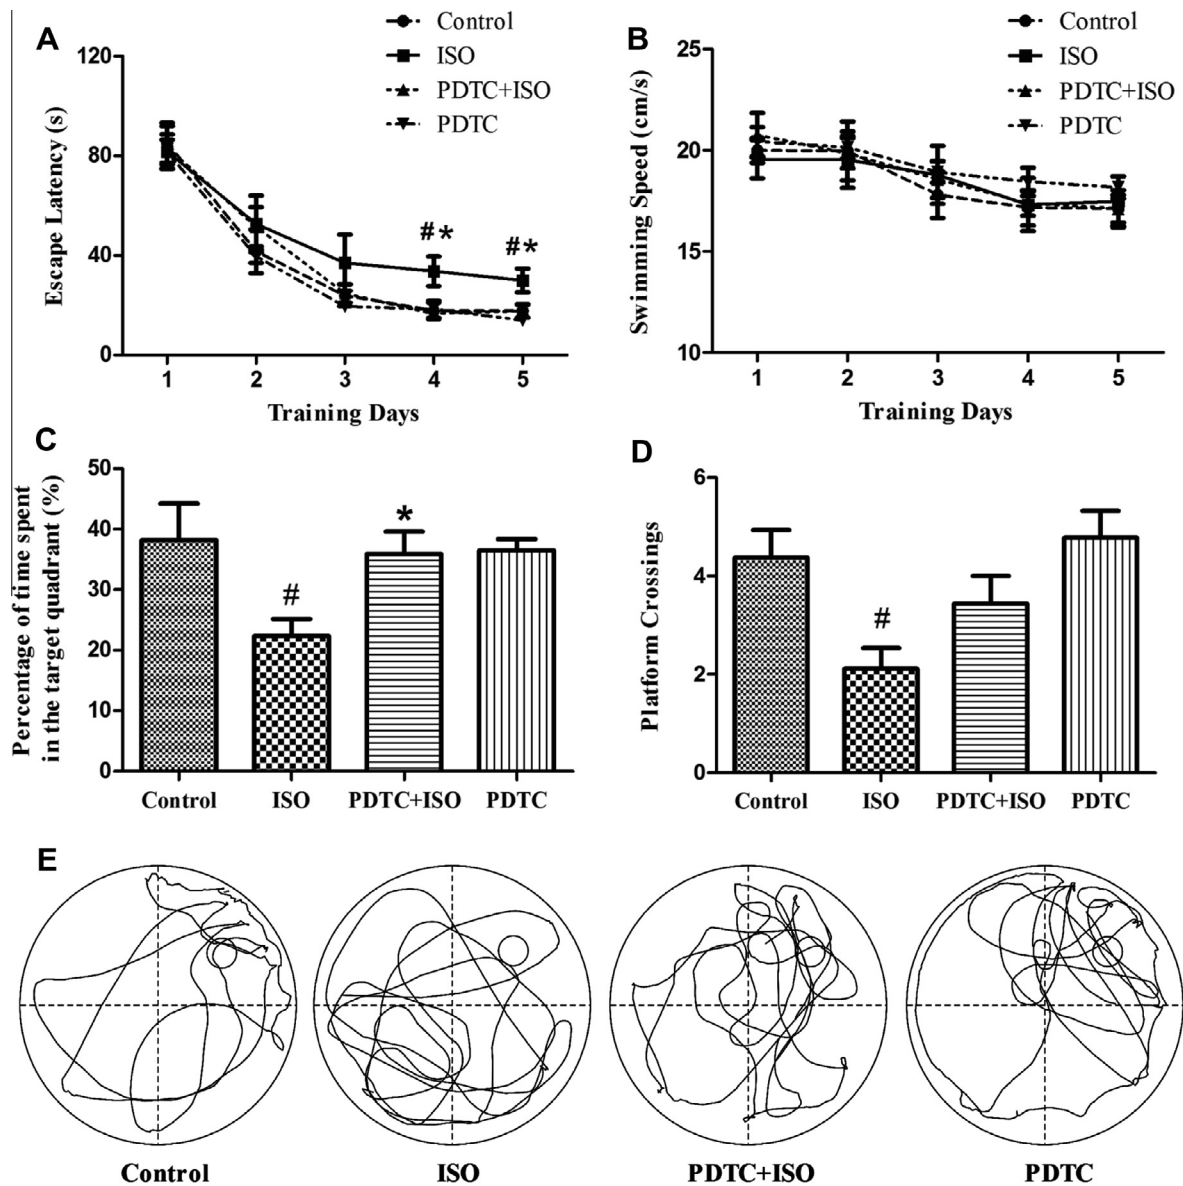 A
Control
ISO
PDTC+ISO
PDTC
120
80
40
0
Escape Latency (s)
#*
#*
1 2 3 4 5
Training Days
B
Control
ISO
PDTC+ISO
PDTC
25
20
15
10
Swimming Speed (cm/s)
1 2 3 4 5
Training Days
C
50
40
30
20
10
0
Percentage of time spent
in the target quadrant (%)
#
*
Control ISO PDTC+ISO PDTC
D
6
4
2
0
Platform Crossings
#
Control ISO PDTC+ISO PDTC
E
Control ISO PDTC+ISO PDTC